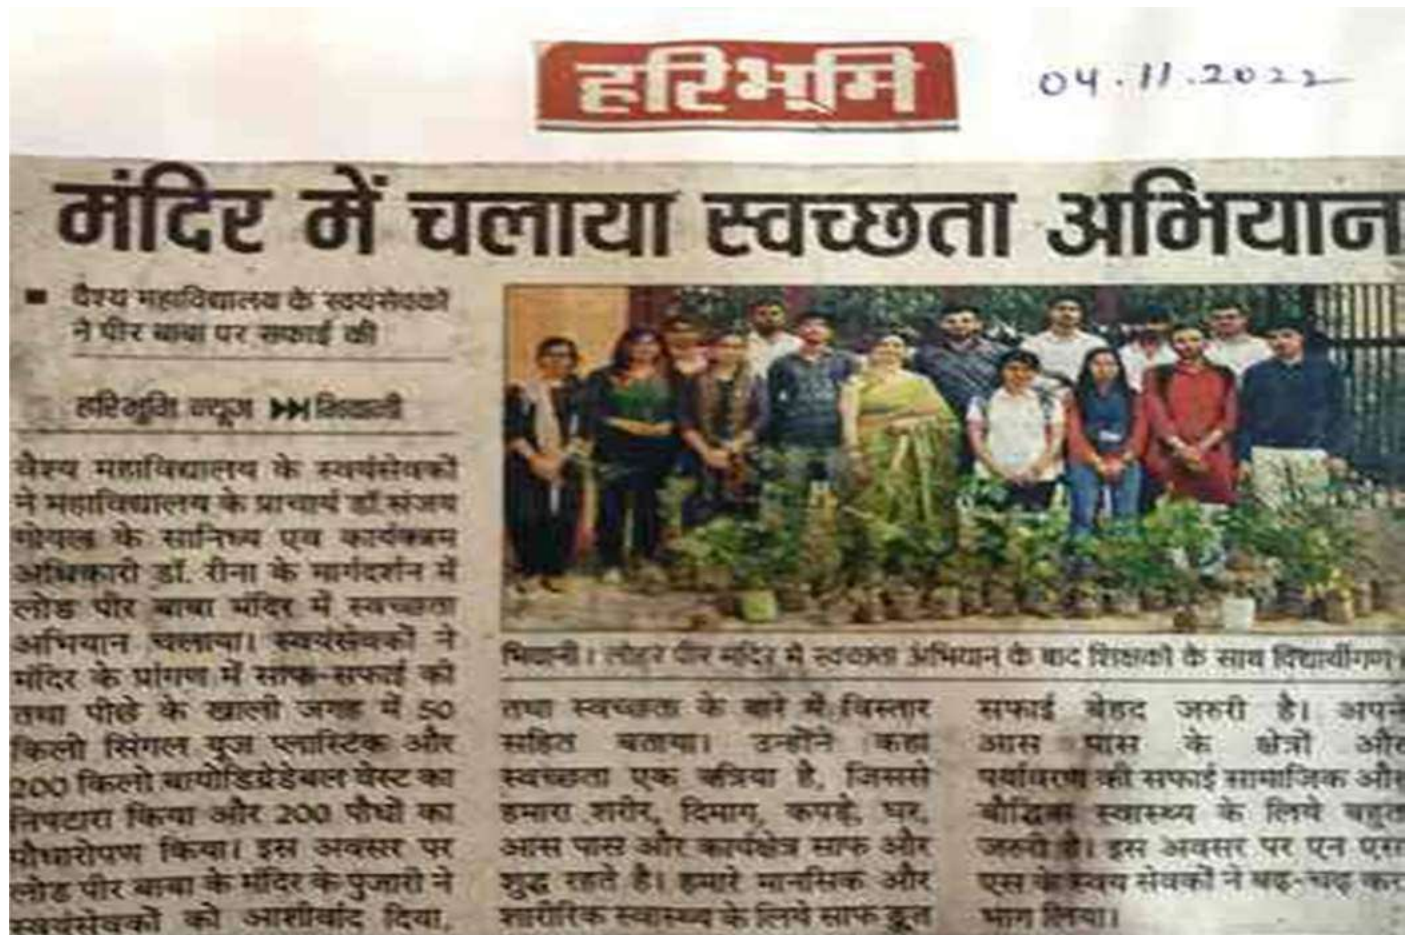 हरिभूमि
04.11.2022
मंदिर में चलाया स्वच्छता अभियान
वैश्य महाविद्यालय के स्वयंसेवकों
ने पीर बाबा पर सफाई की
हरिभूमि न्यूज ▶▶| भिवानी
वैश्य महाविद्यालय के स्वयंसेवकों
ने महाविद्यालय के प्राचार्य डॉ. संजय
गोयल के सानिध्य एव कार्यक्रम
अधिकारी डॉ. रीना के मार्गदर्शन में
लोड पीर बाबा मंदिर में स्वच्छता
अभियान चलाया। स्वयंसेवकों ने
मंदिर के प्रांगण में साफ-सफाई की
तथा पीछे के खाली जगह में 50
किलो सिंगल यूज प्लास्टिक और
200 किलो बायोडिग्रेडेबल वेस्ट का
निपटारा किया और 200 पौधों का
पौधारोपण किया। इस अवसर पर
लोड पीर बाबा के मंदिर के पुजारी ने
स्वयंसेवकों को आशीर्वाद दिया,
भिवानी। लोहर पीर मंदिर में स्वच्छता अभियान के बाद शिक्षकों के साथ विद्यार्थीगण।
तथा स्वच्छता के बारे में विस्तार
सहित बताया। उन्होंने कहा
स्वच्छता एक क्रिया है, जिससे
हमारा शरीर, दिमाग, कपड़े, घर,
आस पास और कार्यक्षेत्र साफ और
शुद्ध रहते है। हमारे मानसिक और
शारीरिक स्वास्थ्य के लिये साफ
सफाई बेहद जरुरी है। अपने
आस पास के क्षेत्रों और
पर्यावरण की सफाई सामाजिक और
बौद्धिक स्वास्थ्य के लिये बहुत
जरुरी है। इस अवसर पर एन एस
एस के स्वय सेवकों ने बढ़-चढ़ कर
भाग लिया।